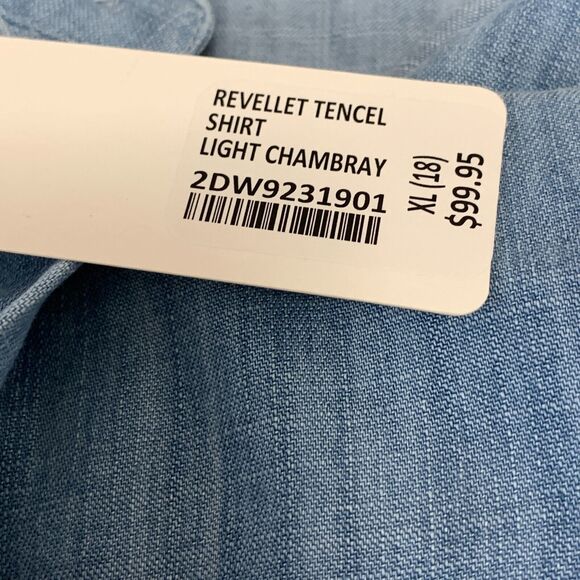 REVELLET TENCEL
SHIRT
LIGHT CHAMBRAY
2DW9231901
XL (18)
$99.95